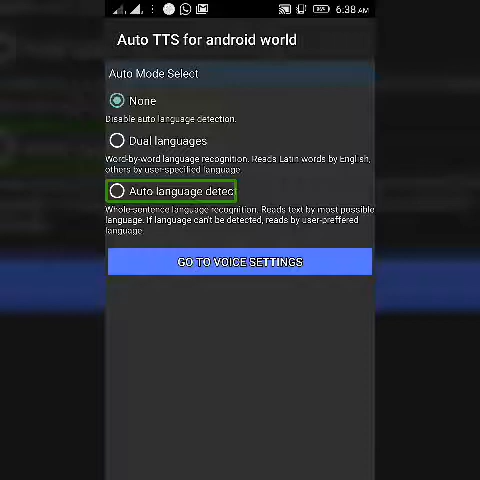 6.38 AM
Auto TTS for android world
Auto Mode Select
None
Disable auto language detection.
Dual languages
Word-by-word language recognition. Reads Latin words by English,
others by user-specified language.
Auto language detec
Whole-sentence language recognition. Reads text by most possible
language. If language can't be detected, reads by user-preffered
language.
GO TO VOICE SETTINGS